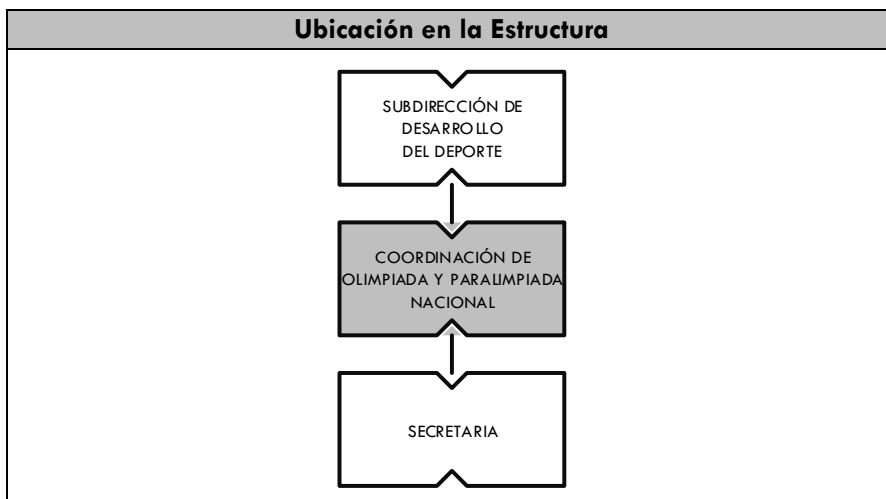 Ubicación en la Estructura
SUBDIRECCIÓN DE
DESARROLLO
DEL DEPORTE
COORDINACIÓN DE
OLIMPIADA Y PARALIMPIADA
NACIONAL
SECRETARIA